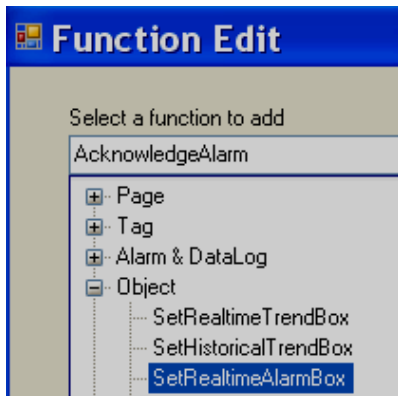 Function Edit
Select a function to add
AcknowledgeAlarm
Page
Tag
Alarm & DataLog
Object
SetRealtimeTrendBox
SetHistoricalTrendBox
SetRealtimeAlarmBox